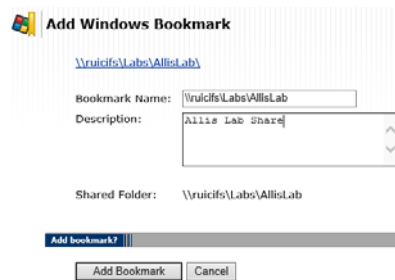 Add Windows Bookmark
\\ruicifs\Labs\AllisLab\
Bookmark Name: \\ruicifs\Labs\AllisLab
Description: Allis Lab Share
Shared Folder: \\ruicifs\Labs\AllisLab
Add bookmark?
Add Bookmark Cancel